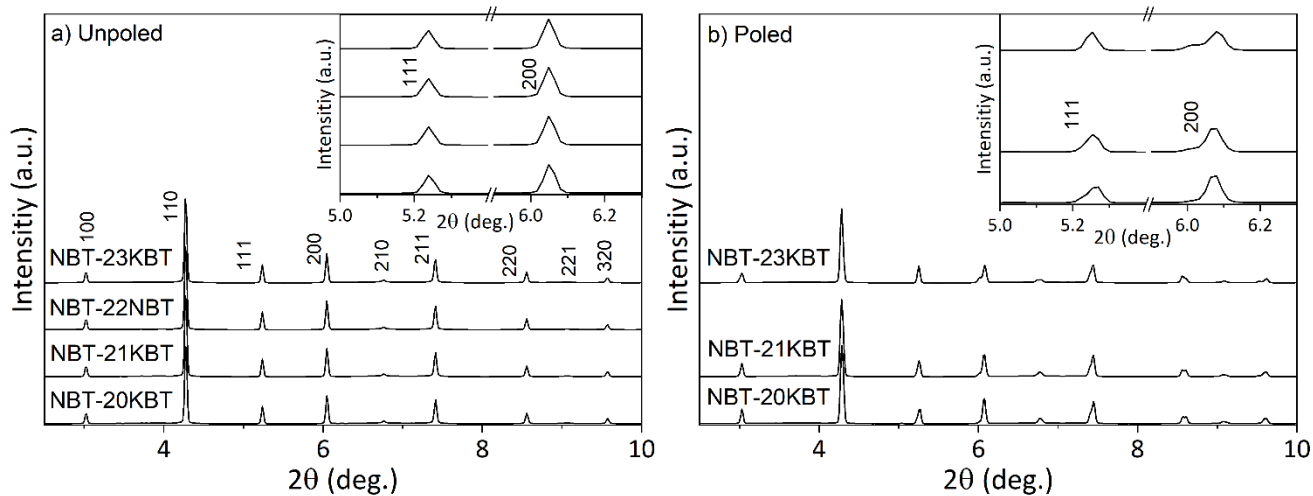 a) Unpoled
Intensitiy (a.u.)
111
200
5.0
5.2
6.0
6.2
2θ (deg.)
Intensitiy (a.u.)
100
110
111
200
210
211
220
221
320
NBT-23KBT
NBT-22NBT
NBT-21KBT
NBT-20KBT
4
6
8
10
2θ (deg.)
b) Poled
Intensitiy (a.u.)
111
200
5.0
5.2
6.0
6.2
2θ (deg.)
Intensitiy (a.u.)
NBT-23KBT
NBT-21KBT
NBT-20KBT
4
6
8
10
2θ (deg.)